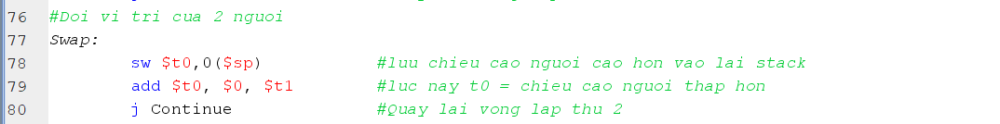 76 #Doi vi tri cua 2 nguoi
77 Swap:
78 sw $t0,0($sp) #luu chieu cao nguoi cao hon vao lai stack
79 add $t0, $0, $t1 #luc nay t0 = chieu cao nguoi thap hon
80 j Continue #Quay lai vong lap thu 2